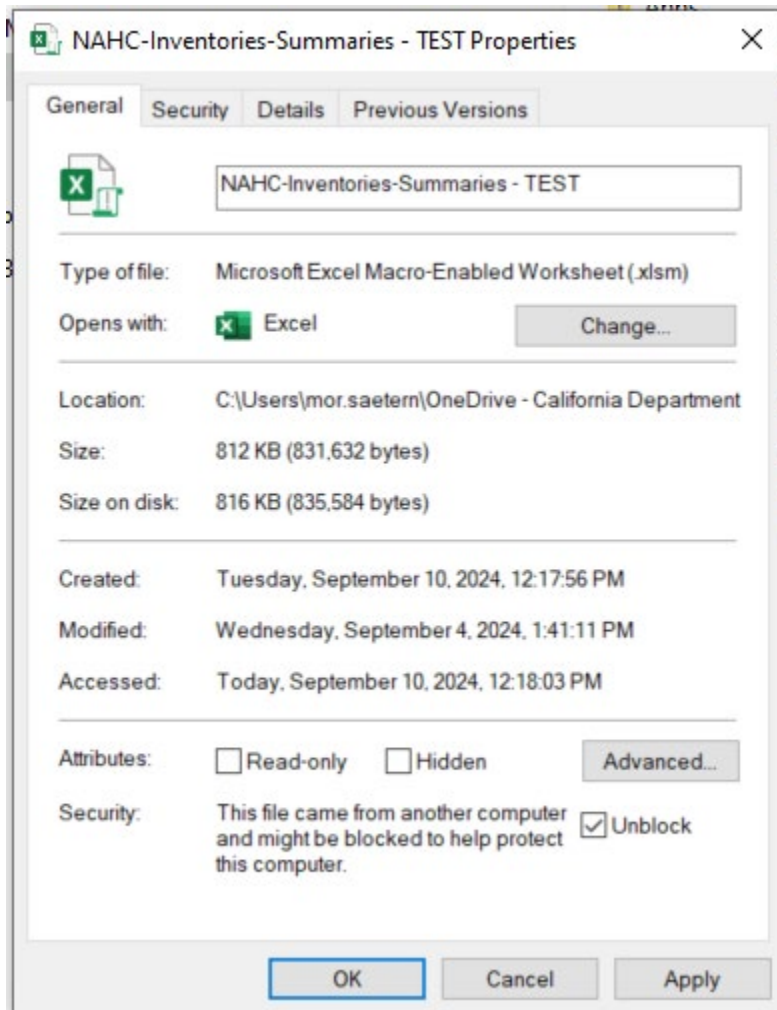 NAHC-Inventories-Summaries - TEST Properties
General Security Details Previous Versions
NAHC-Inventories-Summaries - TEST
Type of file: Microsoft Excel Macro-Enabled Worksheet (.xlsm)
Opens with: Excel Change...
Location: C:\Users\mor.saetern\OneDrive - California Department
Size: 812 KB (831,632 bytes)
Size on disk: 816 KB (835,584 bytes)
Created: Tuesday, September 10, 2024, 12:17:56 PM
Modified: Wednesday, September 4, 2024, 1:41:11 PM
Accessed: Today, September 10, 2024, 12:18:03 PM
Attributes: Read-only Hidden Advanced...
Security: This file came from another computer
and might be blocked to help protect Unblock
this computer.
OK Cancel Apply